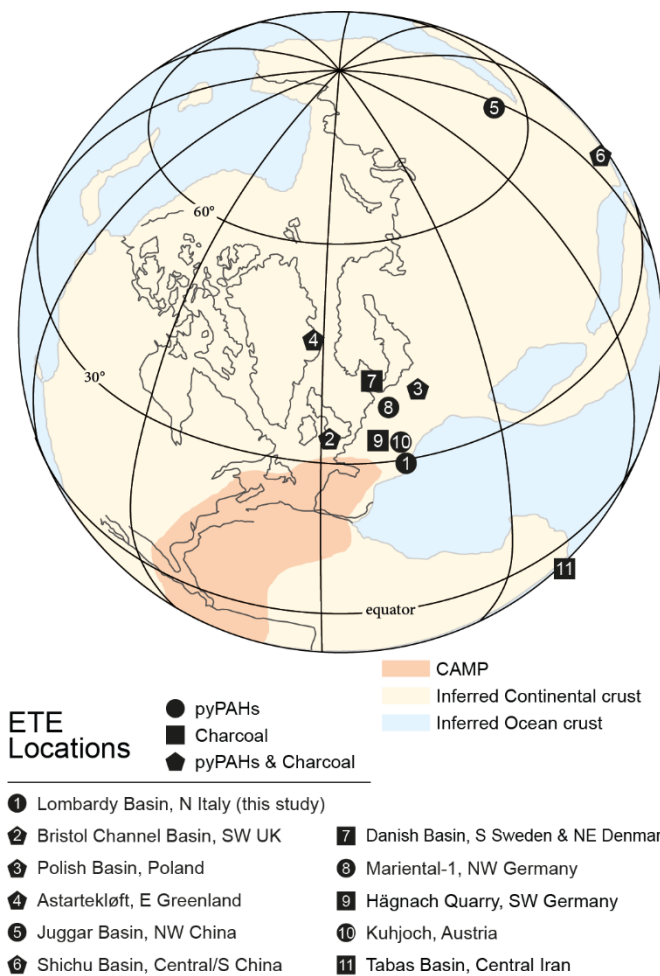 5
6
60°
4
30°
7
3
8
2
9
10
1
11
equator
CAMP
Inferred Continental crust
Inferred Ocean crust
ETE
Locations
pyPAHs
Charcoal
pyPAHs & Charcoal
1 Lombardy Basin, N Italy (this study)
2 Bristol Channel Basin, SW UK
3 Polish Basin, Poland
4 Astartekløft, E Greenland
5 Juggar Basin, NW China
6 Shichu Basin, Central/S China
7 Danish Basin, S Sweden & NE Denmar
8 Mariental-1, NW Germany
9 Hägnach Quarry, SW Germany
10 Kuhjoch, Austria
11 Tabas Basin, Central Iran